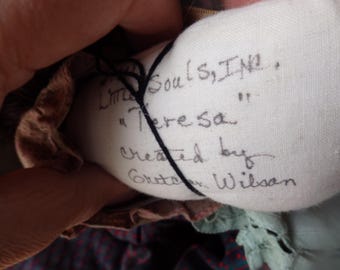 Little Souls, INC.
"Teresa"
created by
Gretchen Wilson